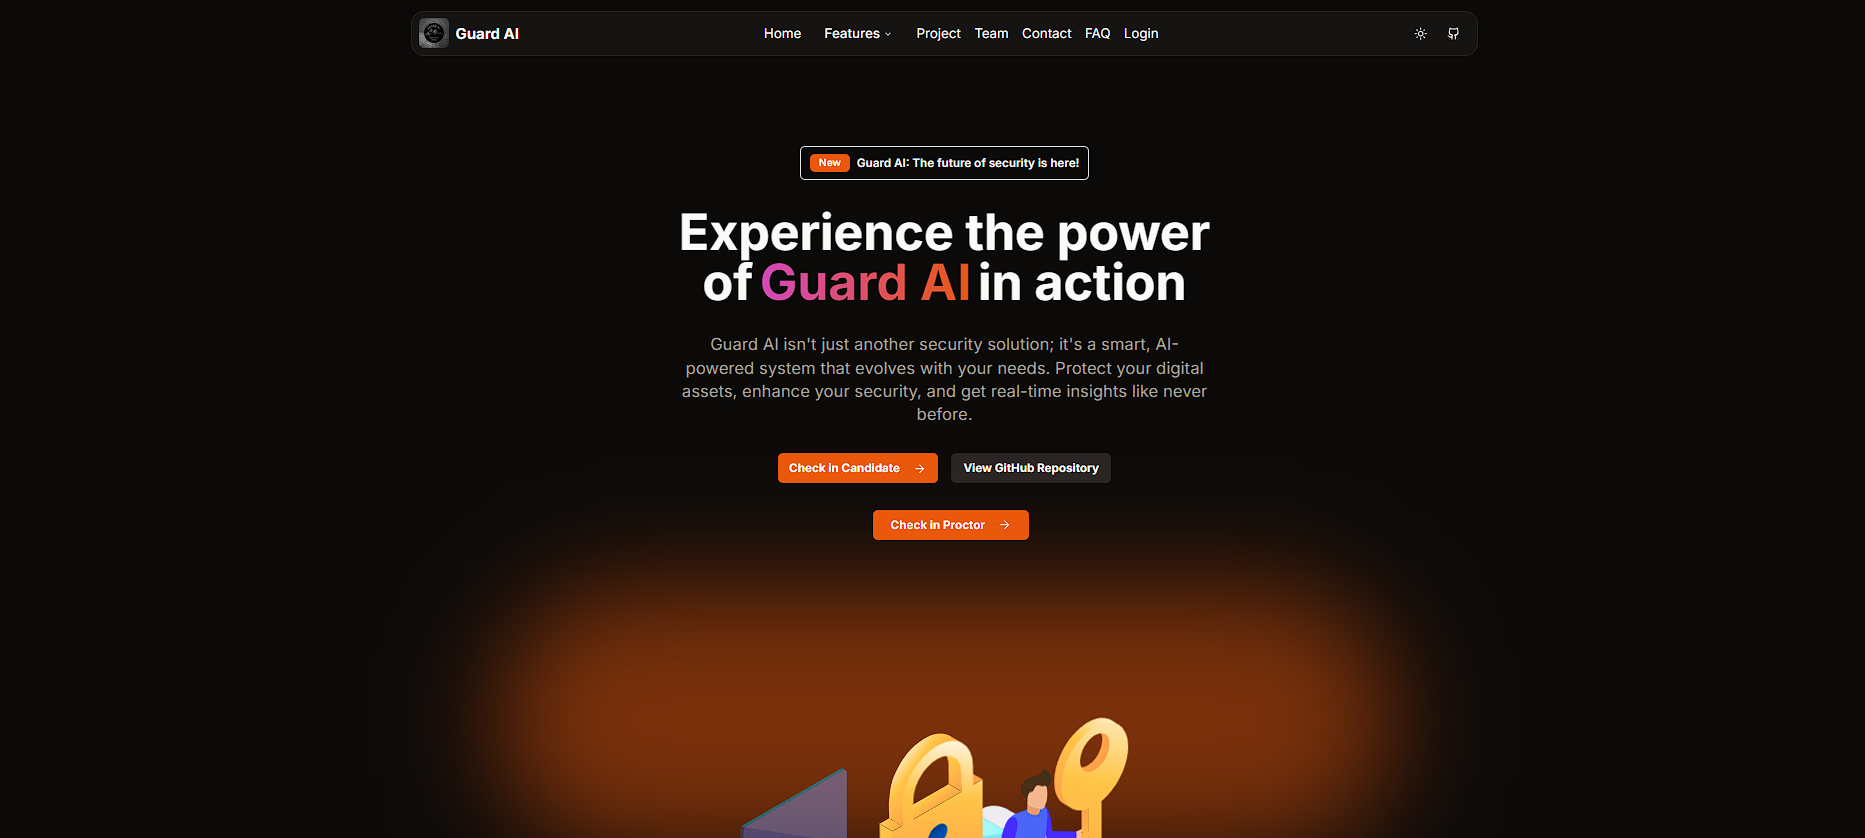 Guard AI
Home Features Project Team Contact FAQ Login
New Guard AI: The future of security is here!
Experience the power
of Guard AI in action
Guard AI isn't just another security solution; it's a smart, AI-
powered system that evolves with your needs. Protect your digital
assets, enhance your security, and get real-time insights like never
before.
Check in Candidate View GitHub Repository
Check in Proctor